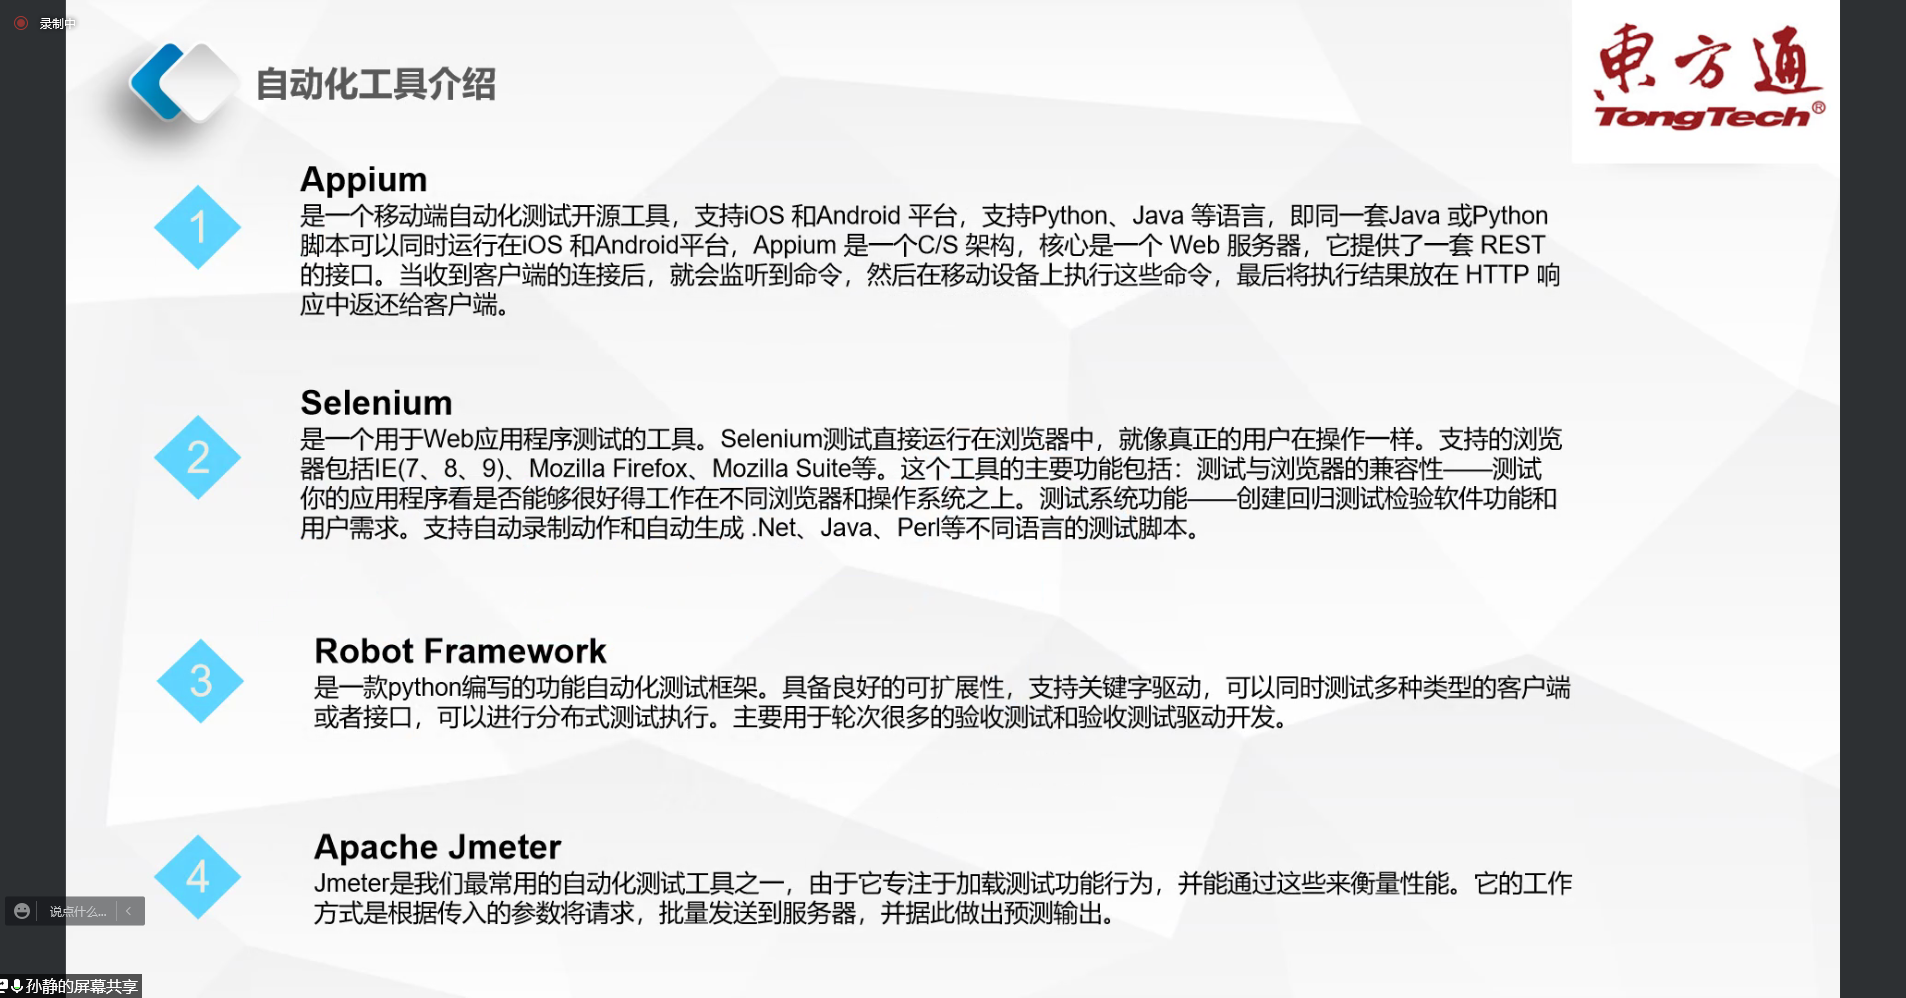 录制中
自动化工具介绍
東方通
TongTech®
1
Appium
是一个移动端自动化测试开源工具，支持iOS 和Android 平台，支持Python、Java 等语言，即同一套Java 或Python
脚本可以同时运行在iOS 和Android平台，Appium 是一个C/S 架构，核心是一个 Web 服务器，它提供了一套 REST
的接口。当收到客户端的连接后，就会监听到命令，然后在移动设备上执行这些命令，最后将执行结果放在 HTTP 响
应中返还给客户端。
2
Selenium
是一个用于Web应用程序测试的工具。Selenium测试直接运行在浏览器中，就像真正的用户在操作一样。支持的浏览
器包括IE(7、8、9)、Mozilla Firefox、Mozilla Suite等。这个工具的主要功能包括：测试与浏览器的兼容性——测试
你的应用程序看是否能够很好得工作在不同浏览器和操作系统之上。测试系统功能——创建回归测试检验软件功能和
用户需求。支持自动录制动作和自动生成 .Net、Java、Perl等不同语言的测试脚本。
3
Robot Framework
是一款python编写的功能自动化测试框架。具备良好的可扩展性，支持关键字驱动，可以同时测试多种类型的客户端
或者接口，可以进行分布式测试执行。主要用于轮次很多的验收测试和验收测试驱动开发。
4
Apache Jmeter
Jmeter是我们最常用的自动化测试工具之一，由于它专注于加载测试功能行为，并能通过这些来衡量性能。它的工作
方式是根据传入的参数将请求，批量发送到服务器，并据此做出预测输出。
说点什么...
孙静的屏幕共享